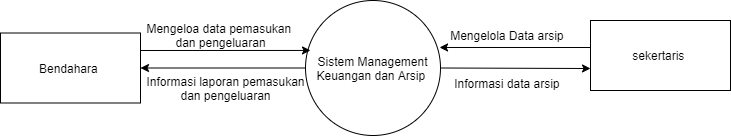 Mengeloa data pemasukan
dan pengeluaran
Bendahara
Informasi laporan pemasukan
dan pengeluaran
Sistem Management
Keuangan dan Arsip
Mengelola Data arsip
sekertaris
Informasi data arsip